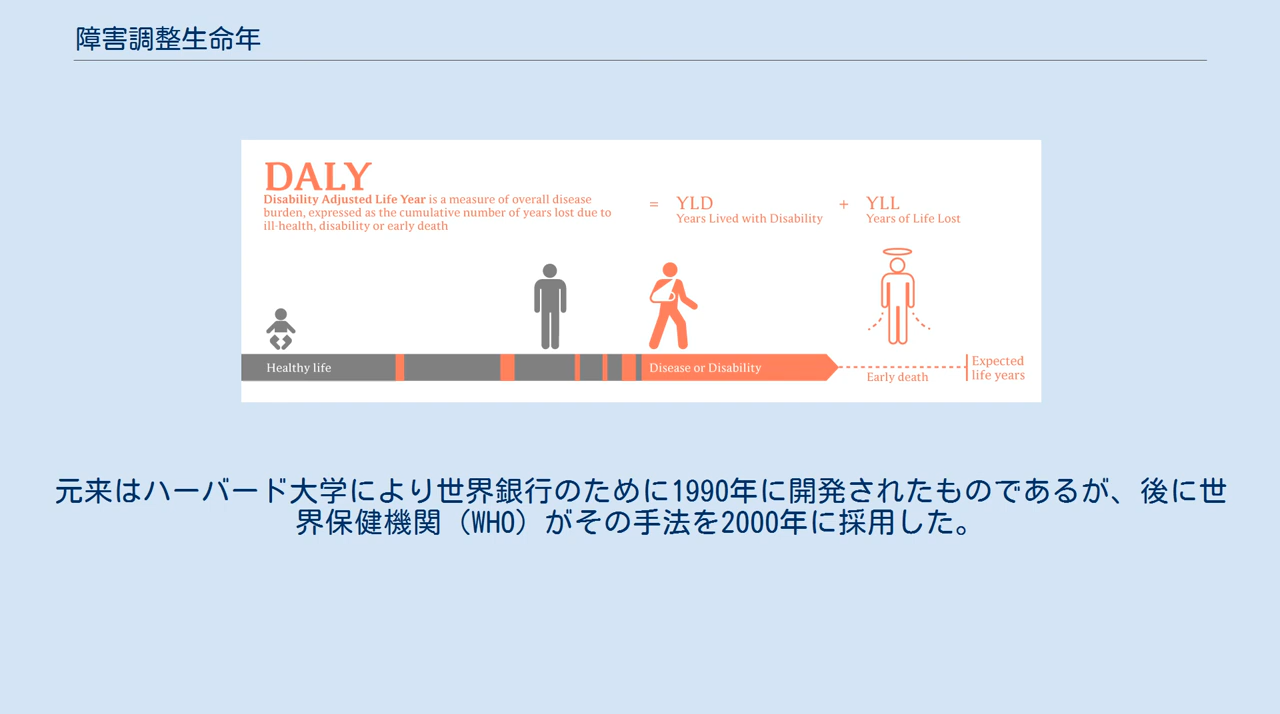 障害調整生命年
DALY
Disability Adjusted Life Year is a measure of overall disease
burden, expressed as the cumulative number of years lost due to
ill-health, disability or early death
=
YLD
Years Lived with Disability
+
YLL
Years of Life Lost
Healthy life
Disease or Disability
Early death
Expected
life years
元来はハーバード大学により世界銀行のために1990年に開発されたものであるが、後に世
界保健機関（WHO）がその手法を2000年に採用した。